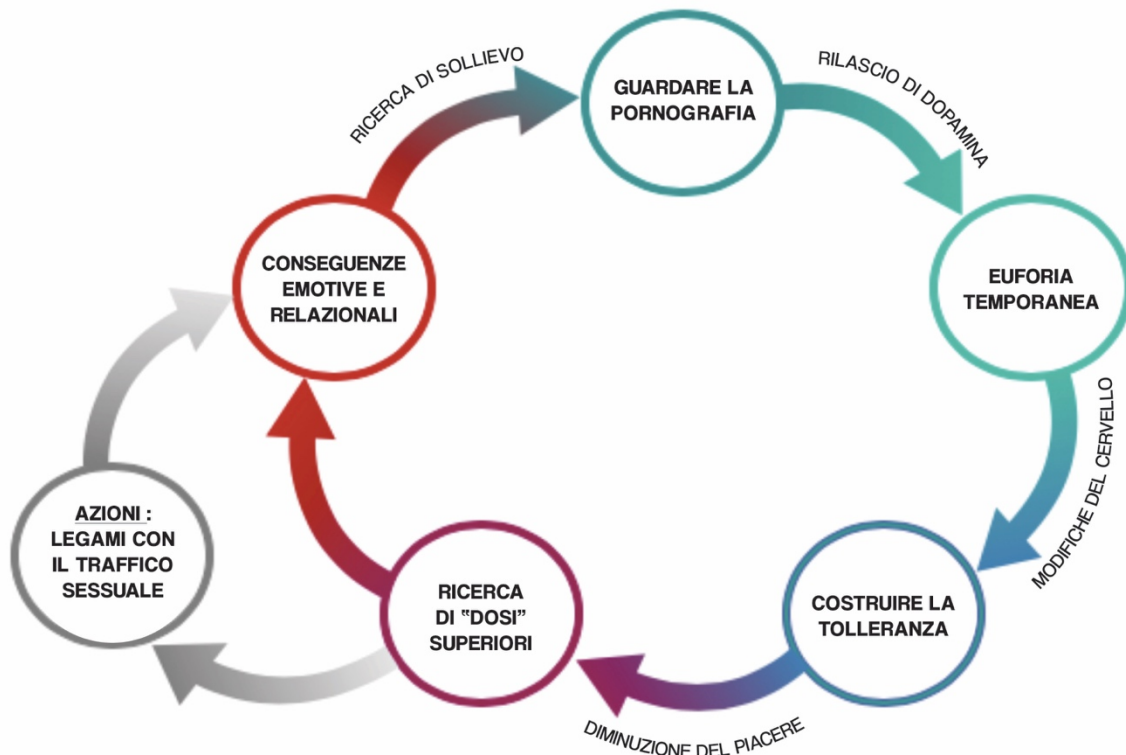 RICERCA DI SOLLIEVO
GUARDARE LA
PORNOGRAFIA
RILASCIO DI DOPAMINA
EUFORIA
TEMPORANEA
MODIFICHE DEL CERVELLO
COSTRUIRE LA
TOLLERANZA
DIMINUZIONE DEL PIACERE
RICERCA
DI "DOSI"
SUPERIORI
AZIONI :
LEGAMI CON
IL TRAFFICO
SESSUALE
CONSEGUENZE
EMOTIVE E
RELAZIONALI